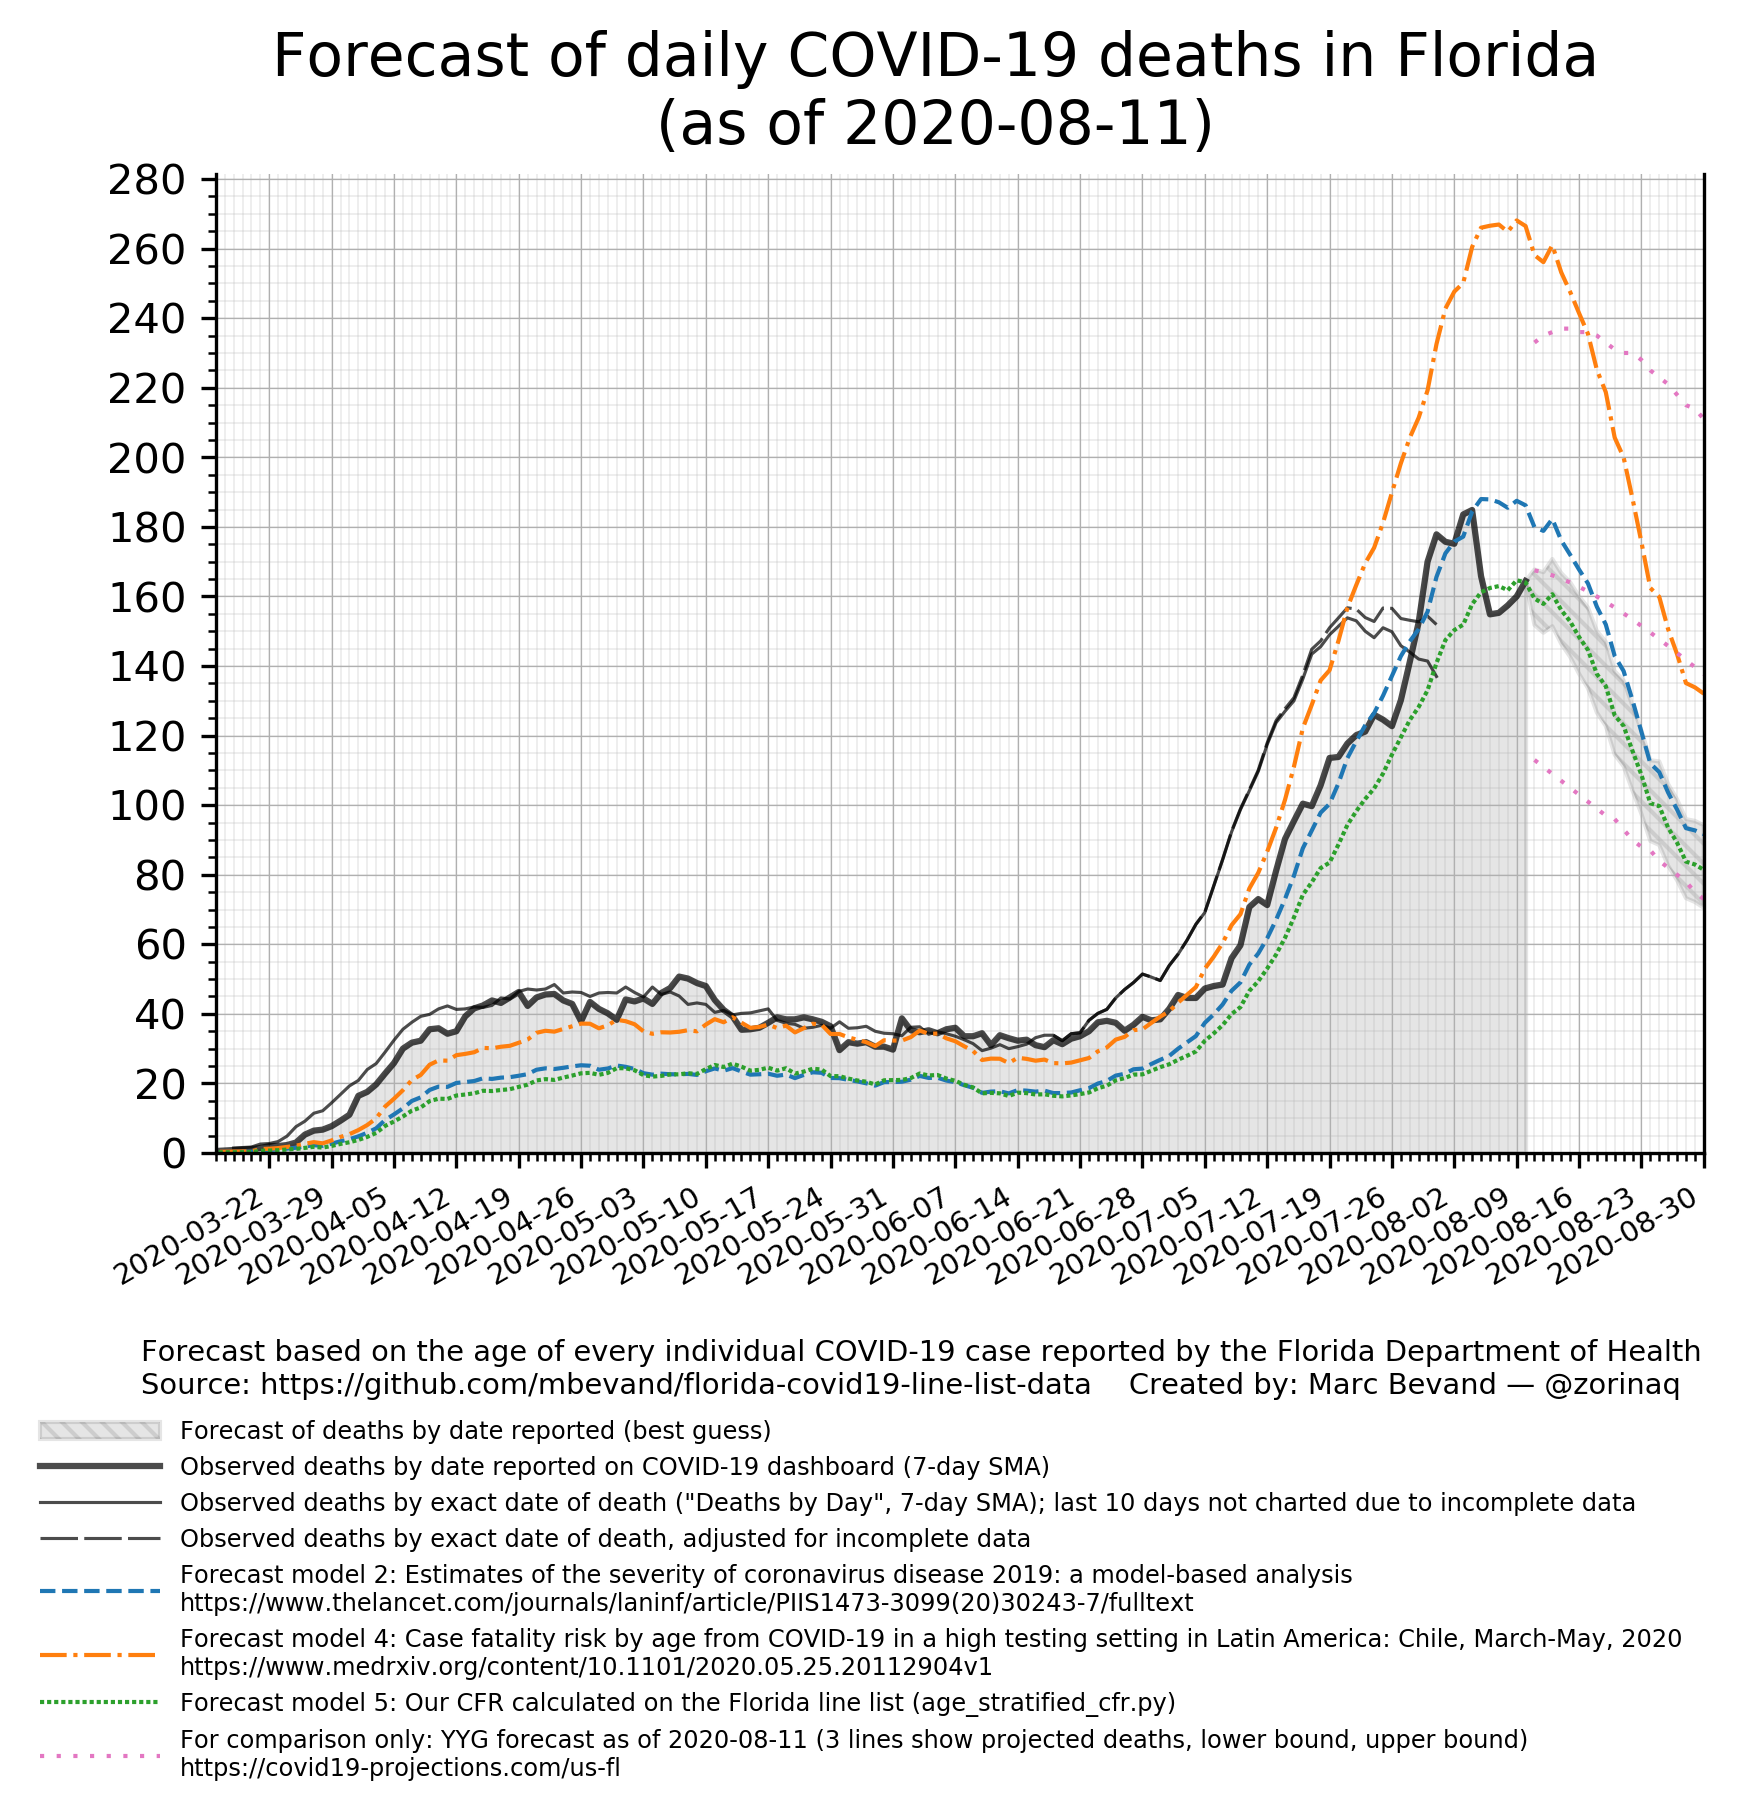 Forecast of daily COVID-19 deaths in Florida
(as of 2020-08-11)
280
260
240
220
200
180
160
140
120
100
80
60
40
20
0
2020-03-22
2020-03-29
2020-04-05
2020-04-12
2020-04-19
2020-04-26
2020-05-03
2020-05-10
2020-05-17
2020-05-24
2020-05-31
2020-06-07
2020-06-14
2020-06-21
2020-06-28
2020-07-05
2020-07-12
2020-07-19
2020-07-26
2020-08-02
2020-08-09
2020-08-16
2020-08-23
2020-08-30
Forecast based on the age of every individual COVID-19 case reported by the Florida Department of Health
Source: https://github.com/mbevand/florida-covid19-line-list-data    Created by: Marc Bevand — @zorinaq
Forecast of deaths by date reported (best guess)
Observed deaths by date reported on COVID-19 dashboard (7-day SMA)
Observed deaths by exact date of death ("Deaths by Day", 7-day SMA); last 10 days not charted due to incomplete data
Observed deaths by exact date of death, adjusted for incomplete data
Forecast model 2: Estimates of the severity of coronavirus disease 2019: a model-based analysis
https://www.thelancet.com/journals/laninf/article/PIIS1473-3099(20)30243-7/fulltext
Forecast model 4: Case fatality risk by age from COVID-19 in a high testing setting in Latin America: Chile, March-May, 2020
https://www.medrxiv.org/content/10.1101/2020.05.25.20112904v1
Forecast model 5: Our CFR calculated on the Florida line list (age_stratified_cfr.py)
For comparison only: YYG forecast as of 2020-08-11 (3 lines show projected deaths, lower bound, upper bound)
https://covid19-projections.com/us-fl